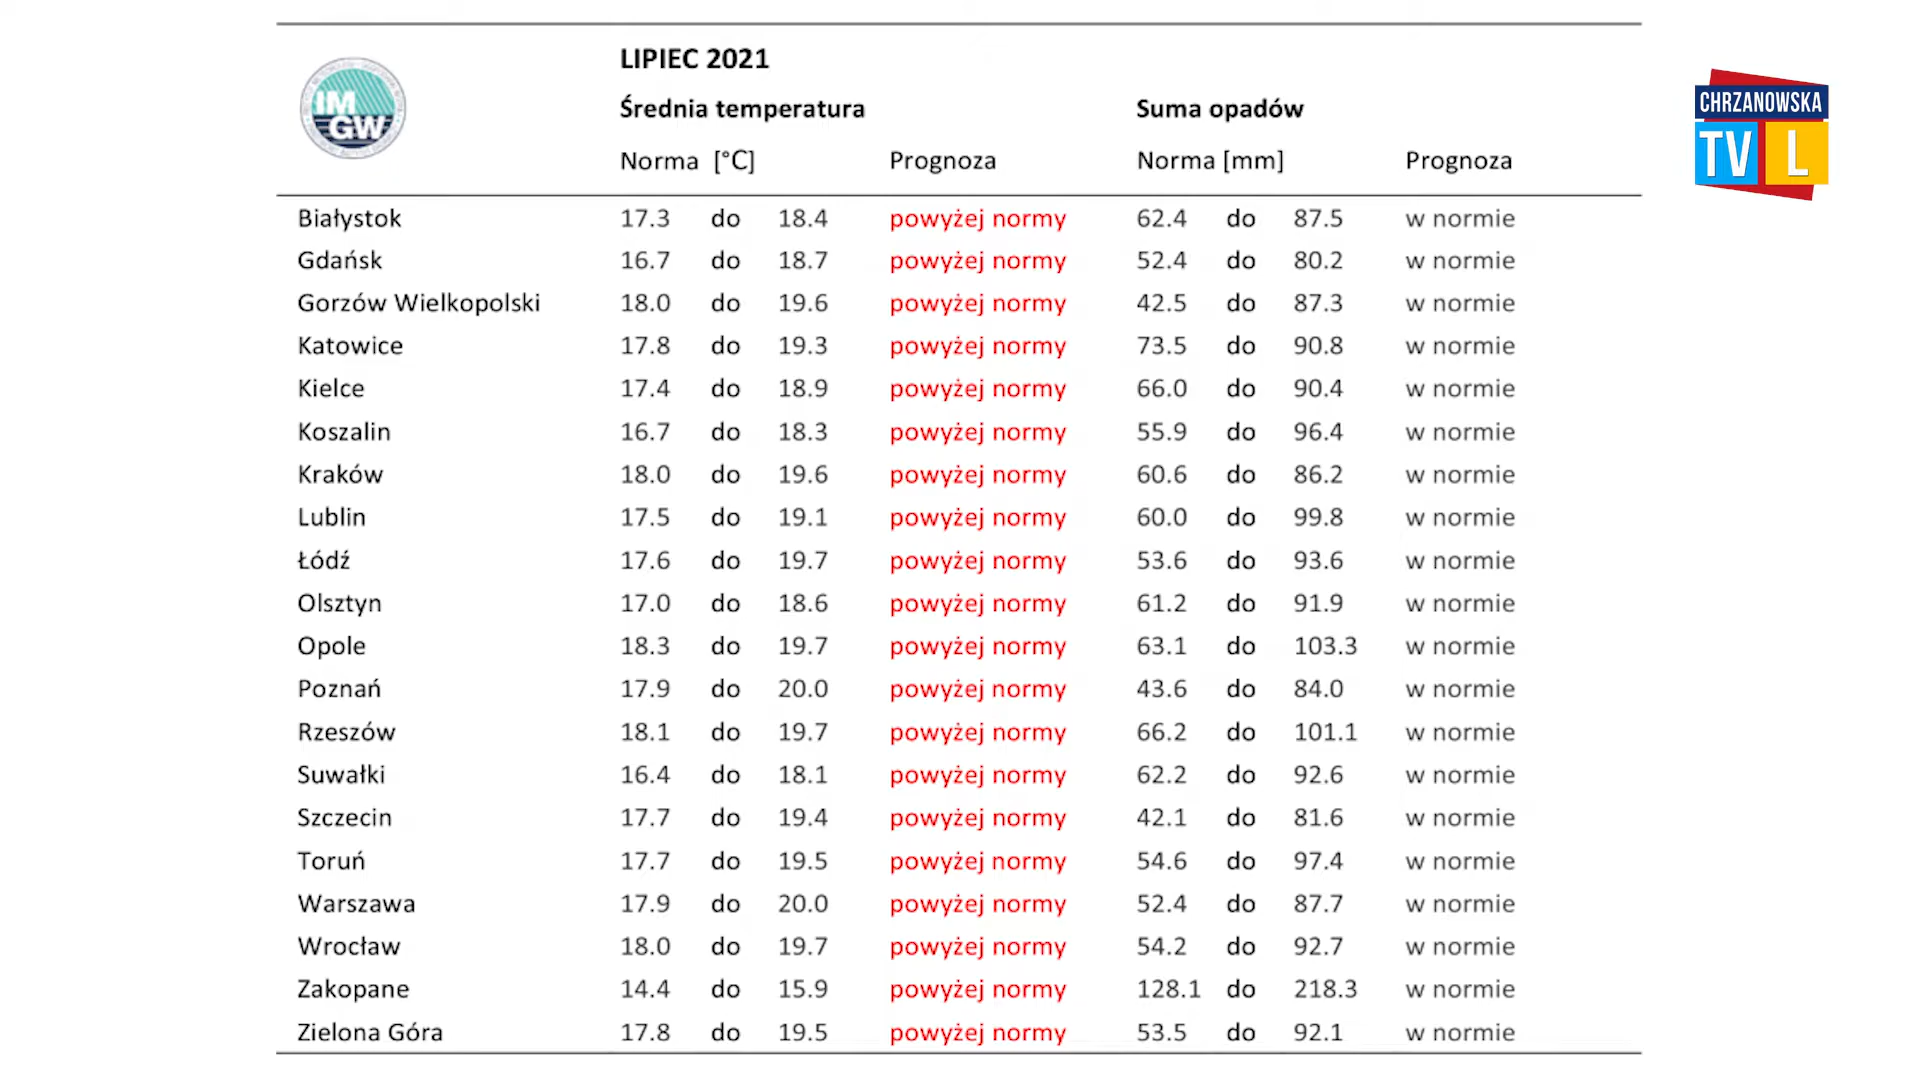 LIPIEC 2021
Średnia temperatura Suma opadów
Norma [°C] Prognoza Norma [mm] Prognoza
IM
GW
CHRZANOWSKA
TV L
Białystok 17.3 do 18.4 powyżej normy 62.4 do 87.5 w normie
Gdańsk 16.7 do 18.7 powyżej normy 52.4 do 80.2 w normie
Gorzów Wielkopolski 18.0 do 19.6 powyżej normy 42.5 do 87.3 w normie
Katowice 17.8 do 19.3 powyżej normy 73.5 do 90.8 w normie
Kielce 17.4 do 18.9 powyżej normy 66.0 do 90.4 w normie
Koszalin 16.7 do 18.3 powyżej normy 55.9 do 96.4 w normie
Kraków 18.0 do 19.6 powyżej normy 60.6 do 86.2 w normie
Lublin 17.5 do 19.1 powyżej normy 60.0 do 99.8 w normie
Łódź 17.6 do 19.7 powyżej normy 53.6 do 93.6 w normie
Olsztyn 17.0 do 18.6 powyżej normy 61.2 do 91.9 w normie
Opole 18.3 do 19.7 powyżej normy 63.1 do 103.3 w normie
Poznań 17.9 do 20.0 powyżej normy 43.6 do 84.0 w normie
Rzeszów 18.1 do 19.7 powyżej normy 66.2 do 101.1 w normie
Suwałki 16.4 do 18.1 powyżej normy 62.2 do 92.6 w normie
Szczecin 17.7 do 19.4 powyżej normy 42.1 do 81.6 w normie
Toruń 17.7 do 19.5 powyżej normy 54.6 do 97.4 w normie
Warszawa 17.9 do 20.0 powyżej normy 52.4 do 87.7 w normie
Wrocław 18.0 do 19.7 powyżej normy 54.2 do 92.7 w normie
Zakopane 14.4 do 15.9 powyżej normy 128.1 do 218.3 w normie
Zielona Góra 17.8 do 19.5 powyżej normy 53.5 do 92.1 w normie